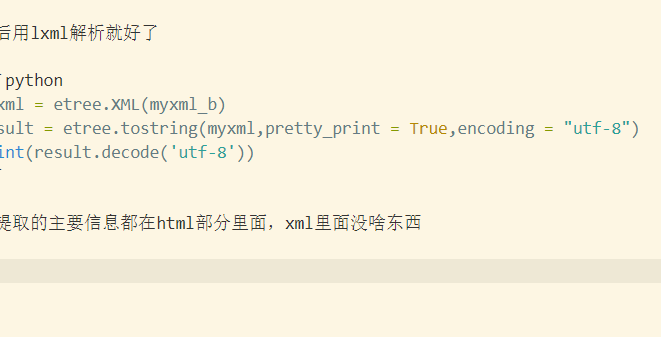 后用lxml解析就好了
python
xml = etree.XML(myxml_b)
sult = etree.tostring(myxml,pretty_print = True,encoding = "utf-8")
int(result.decode('utf-8'))
提取的主要信息都在html部分里面，xml里面没啥东西